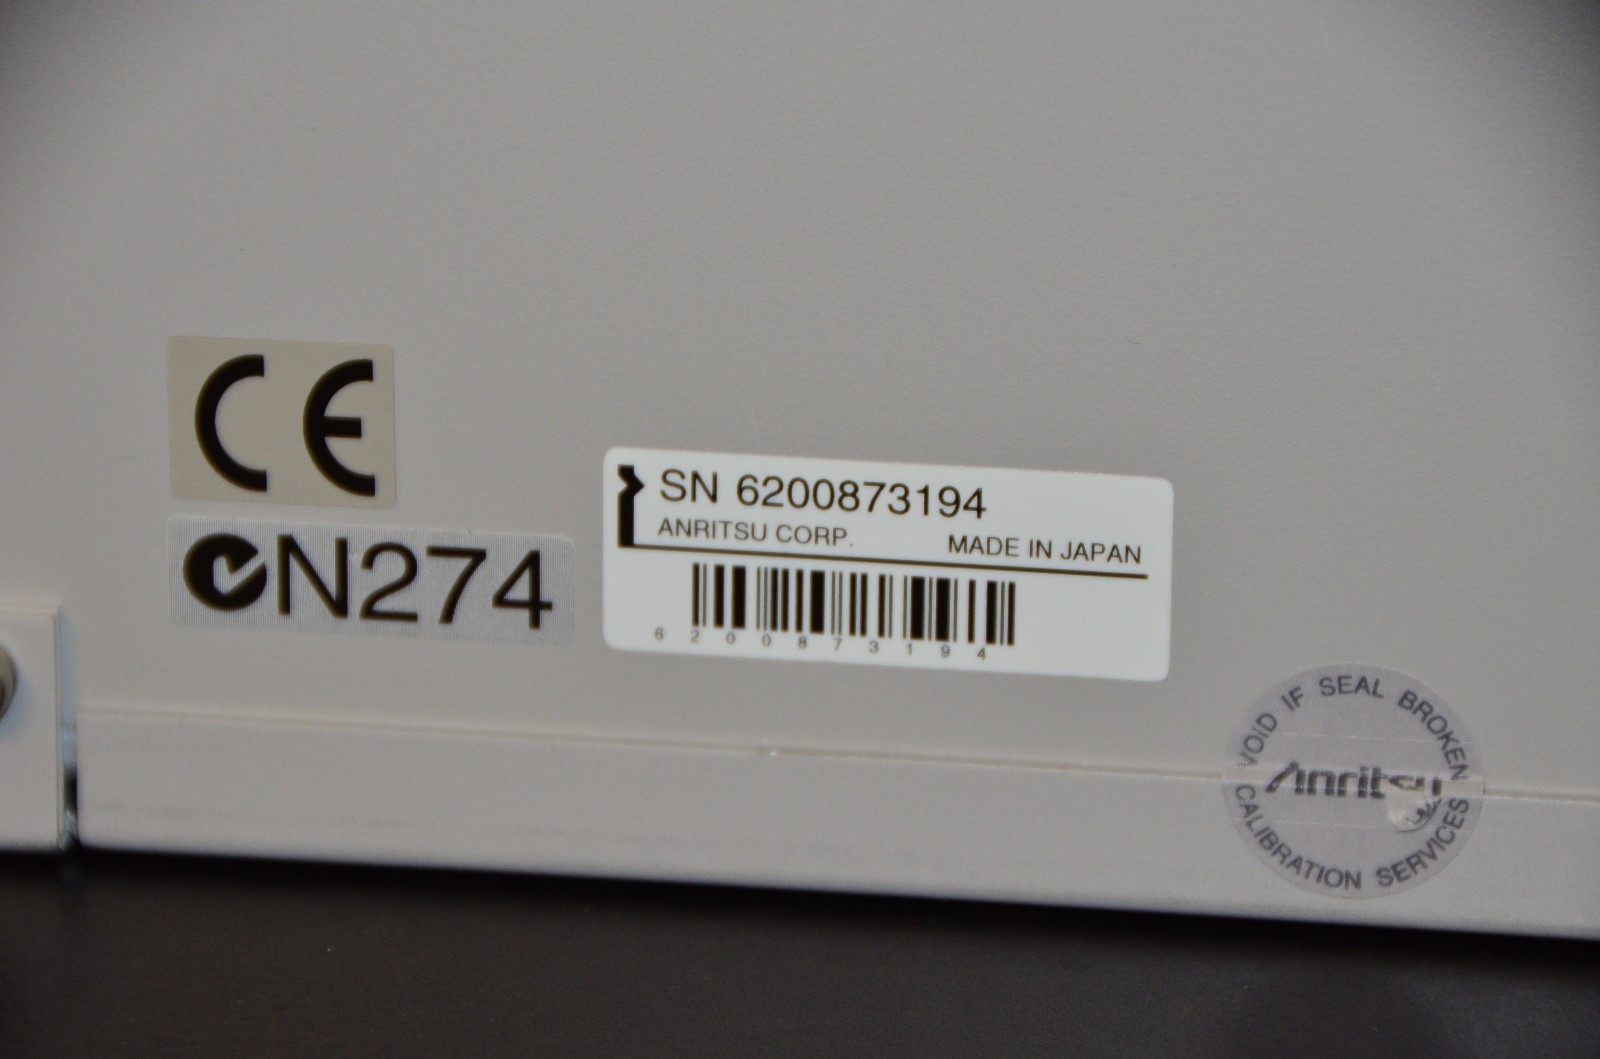 CE
N274
SN 6200873194
ANRITSU CORP. MADE IN JAPAN
6200873194
VOID IF SEAL BROKEN
Anritsu
CALIBRATION SERVICES